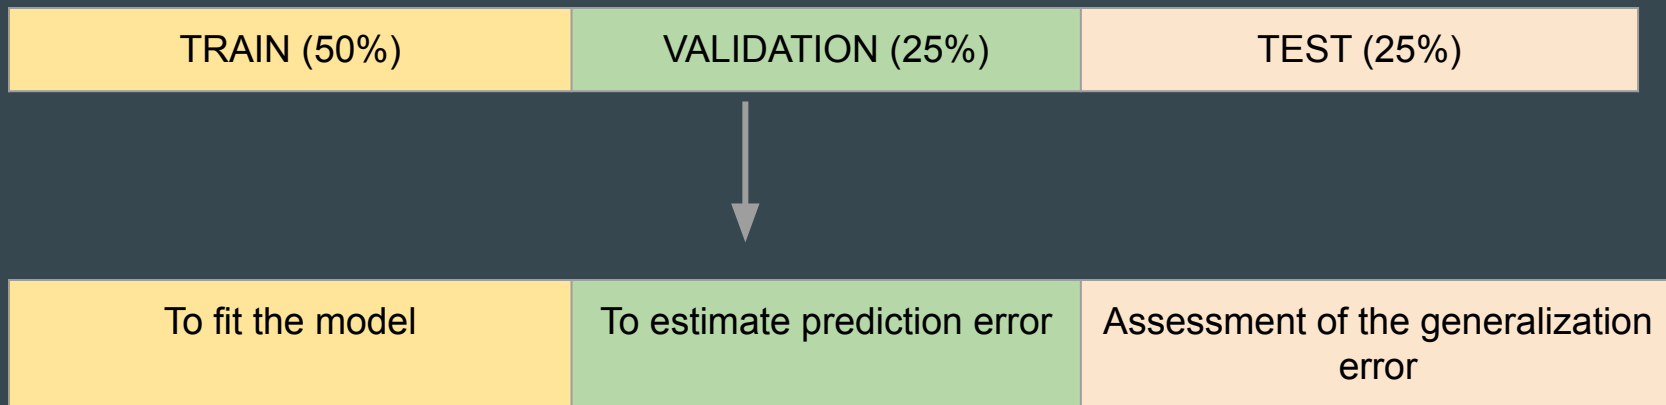 TRAIN (50%)
VALIDATION (25%)
TEST (25%)
To fit the model
To estimate prediction error
Assessment of the generalization
error